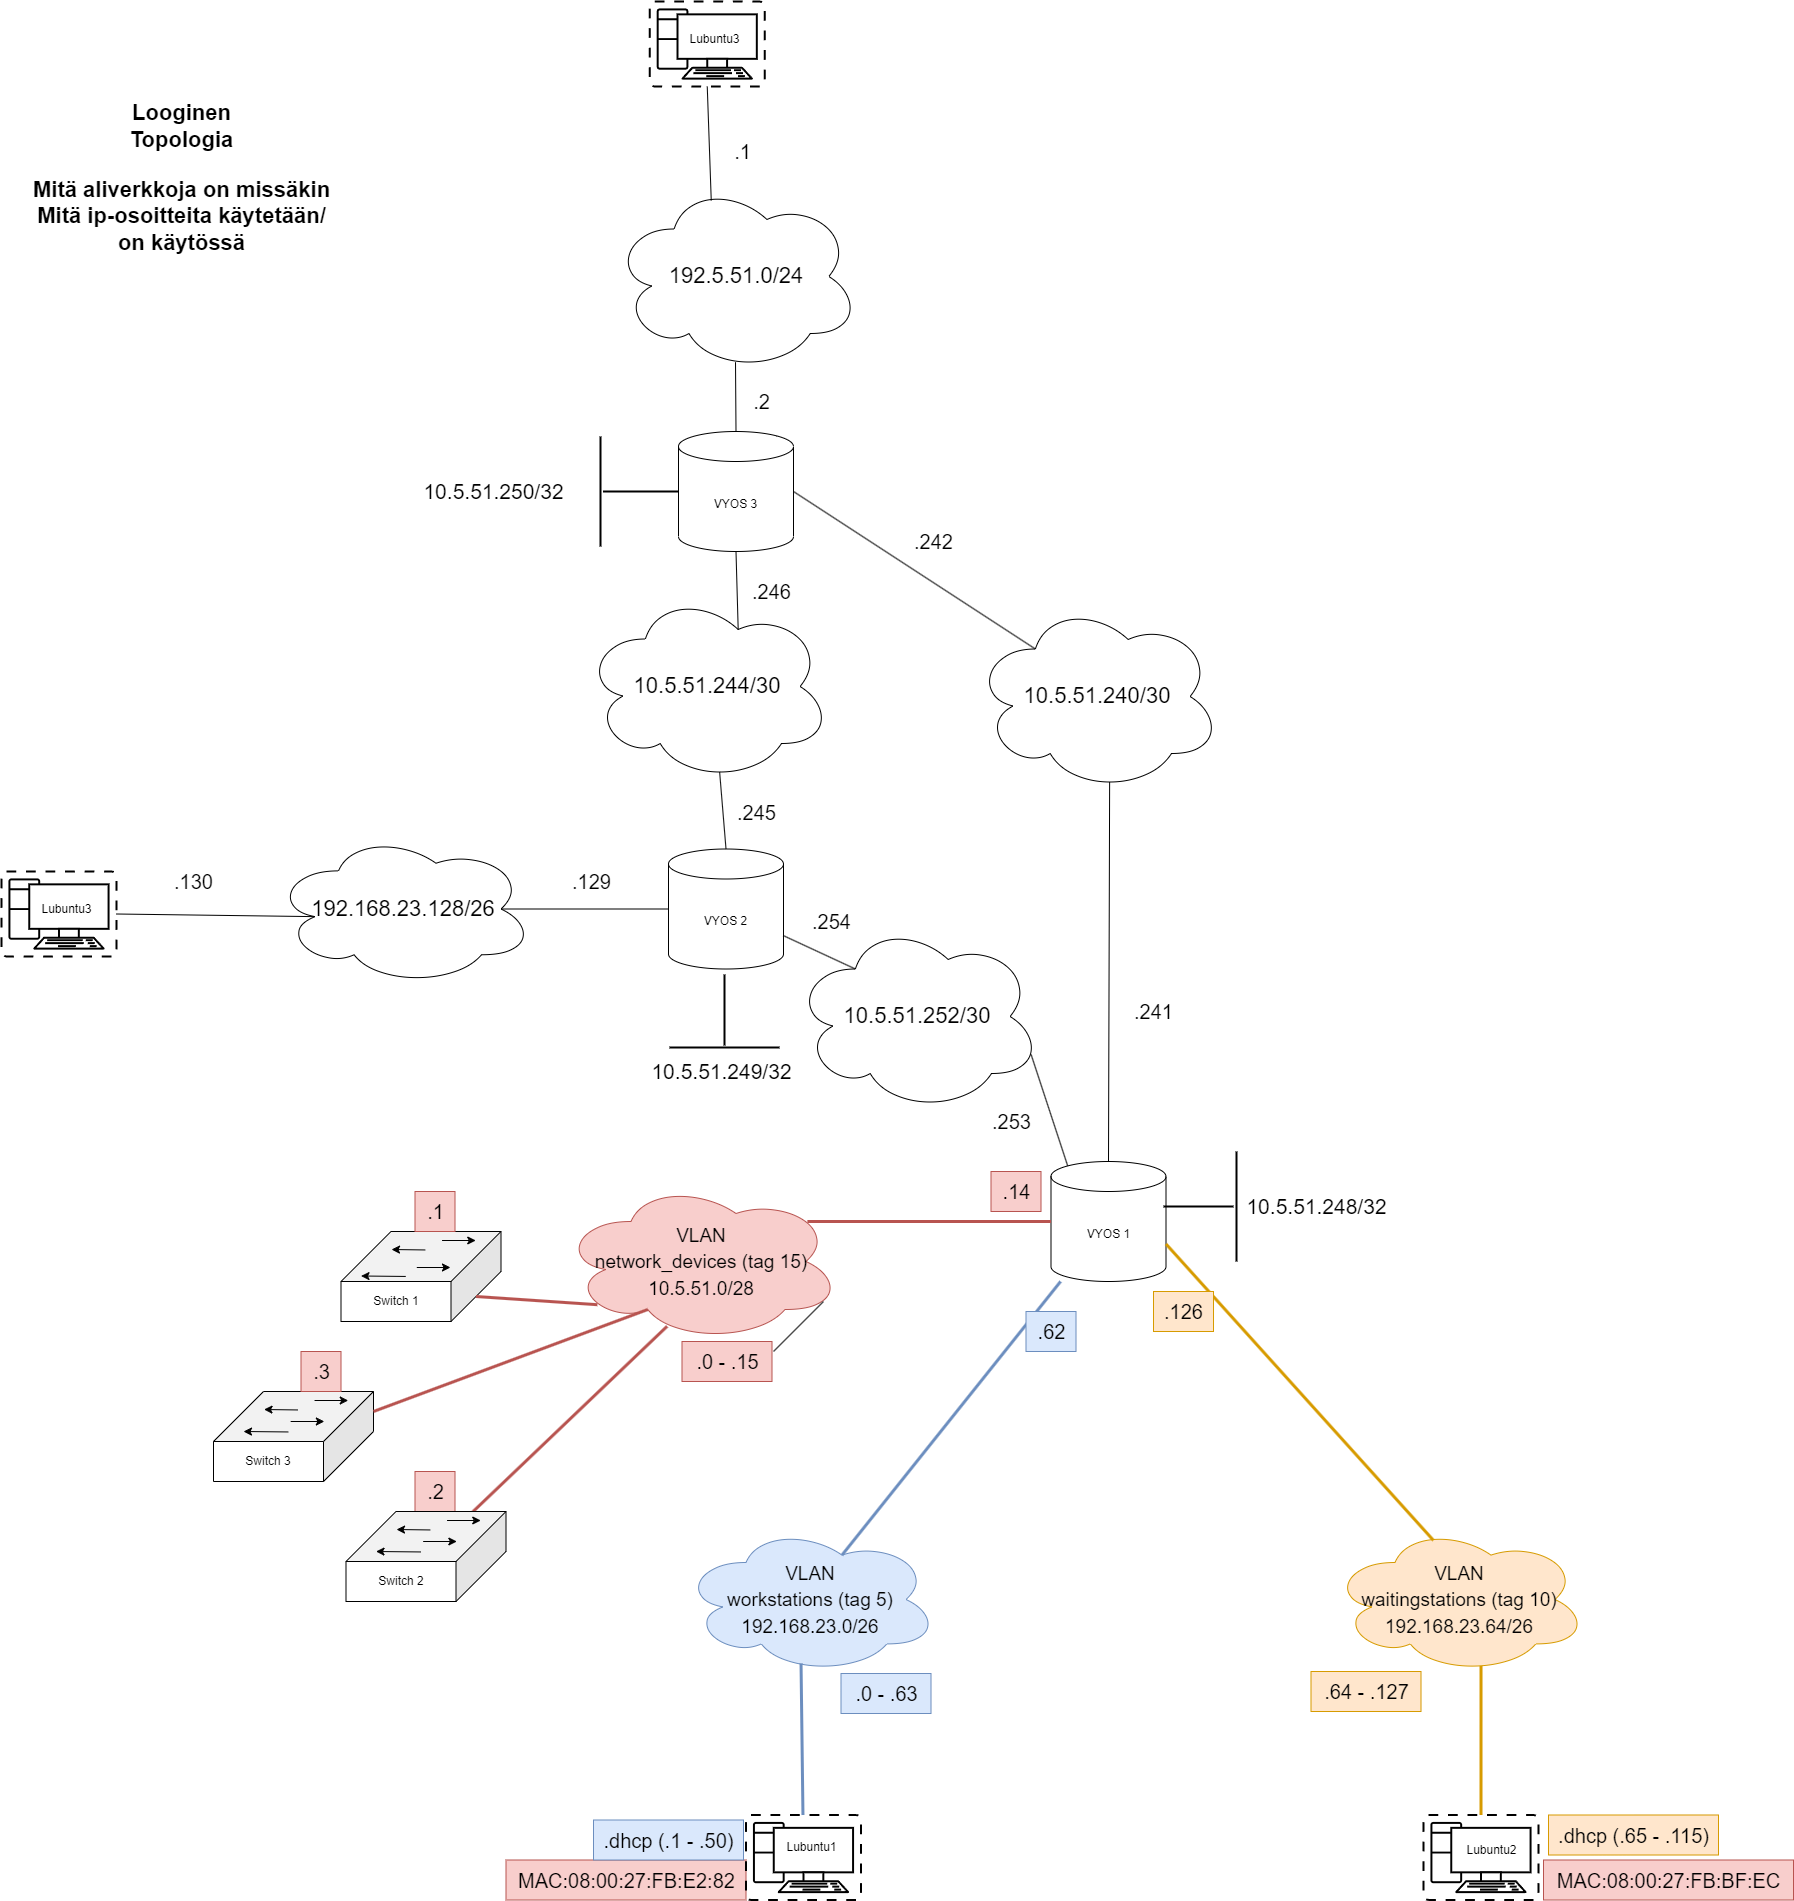 Lubuntu3
Looginen
Topologia
Mitä aliverkkoja on missäkin
Mitä ip-osoitteita käytetään/
on käytössä
.1
192.5.51.0/24
.2
10.5.51.250/32
VYOS 3
.242
.246
10.5.51.244/30
10.5.51.240/30
.245
.130
.129
Lubuntu3
192.168.23.128/26
VYOS 2
.254
10.5.51.252/30
.241
10.5.51.249/32
.253
.14
10.5.51.248/32
VYOS 1
.1
VLAN
network_devices (tag 15)
10.5.51.0/28
Switch 1
.126
.62
.0 - .15
.3
Switch 3
.2
Switch 2
VLAN
workstations (tag 5)
192.168.23.0/26
VLAN
waitingstations (tag 10)
192.168.23.64/26
.0 - .63
.64 - .127
.dhcp (.1 - .50)
Lubuntu1
MAC:08:00:27:FB:E2:82
Lubuntu2
.dhcp (.65 - .115)
MAC:08:00:27:FB:BF:EC